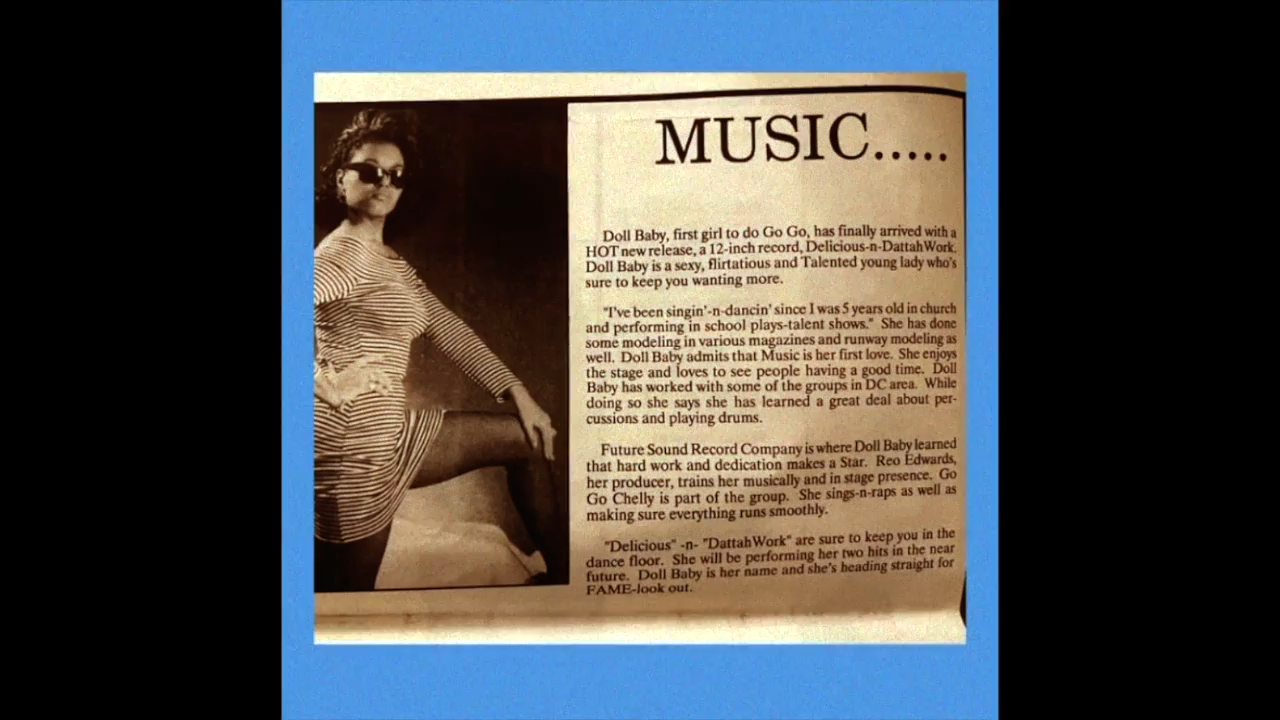 MUSIC.....
Doll Baby, first girl to do Go Go, has finally arrived with a
HOT new release, a 12-inch record, Delicious-n-DattahWork.
Doll Baby is a sexy, flirtatious and Talented young lady who's
sure to keep you wanting more.
"I've been singin'-n-dancin' since I was 5 years old in church
and performing in school plays-talent shows." She has done
some modeling in various magazines and runway modeling as
well. Doll Baby admits that Music is her first love. She enjoys
the stage and loves to see people having a good time. Doll
Baby has worked with some of the groups in DC area. While
doing so she says she has learned a great deal about per-
cussions and playing drums.
Future Sound Record Company is where Doll Baby learned
that hard work and dedication makes a Star. Reo Edwards,
her producer, trains her musically and in stage presence. Go
Go Chelly is part of the group. She sings-n-raps as well as
making sure everything runs smoothly.
"Delicious" -n- "DattahWork" are sure to keep you in the
dance floor. She will be performing her two hits in the near
future. Doll Baby is her name and she's heading straight for
FAME-look out.